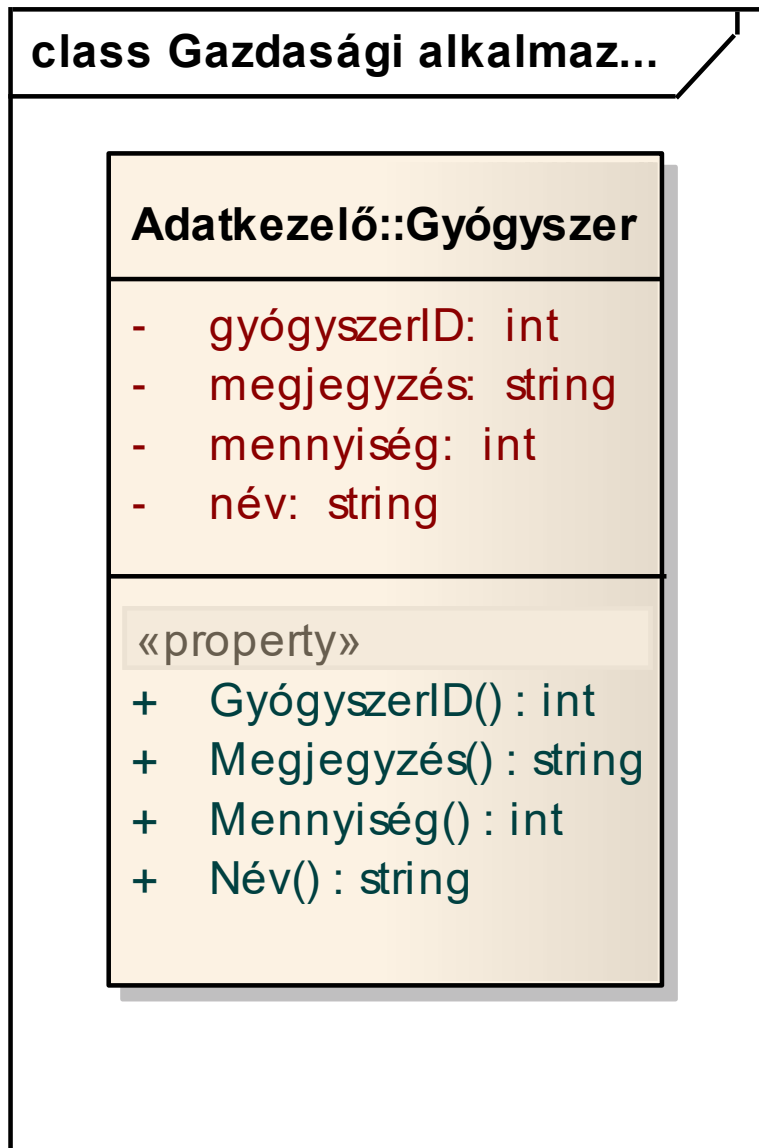 class Gazdasági alkalmaz...
Adatkezelő::Gyógyszer
- gyógyszerID: int
- megjegyzés: string
- mennyiség: int
- név: string
«property»
+ GyógyszerID() : int
+ Megjegyzés() : string
+ Mennyiség() : int
+ Név() : string